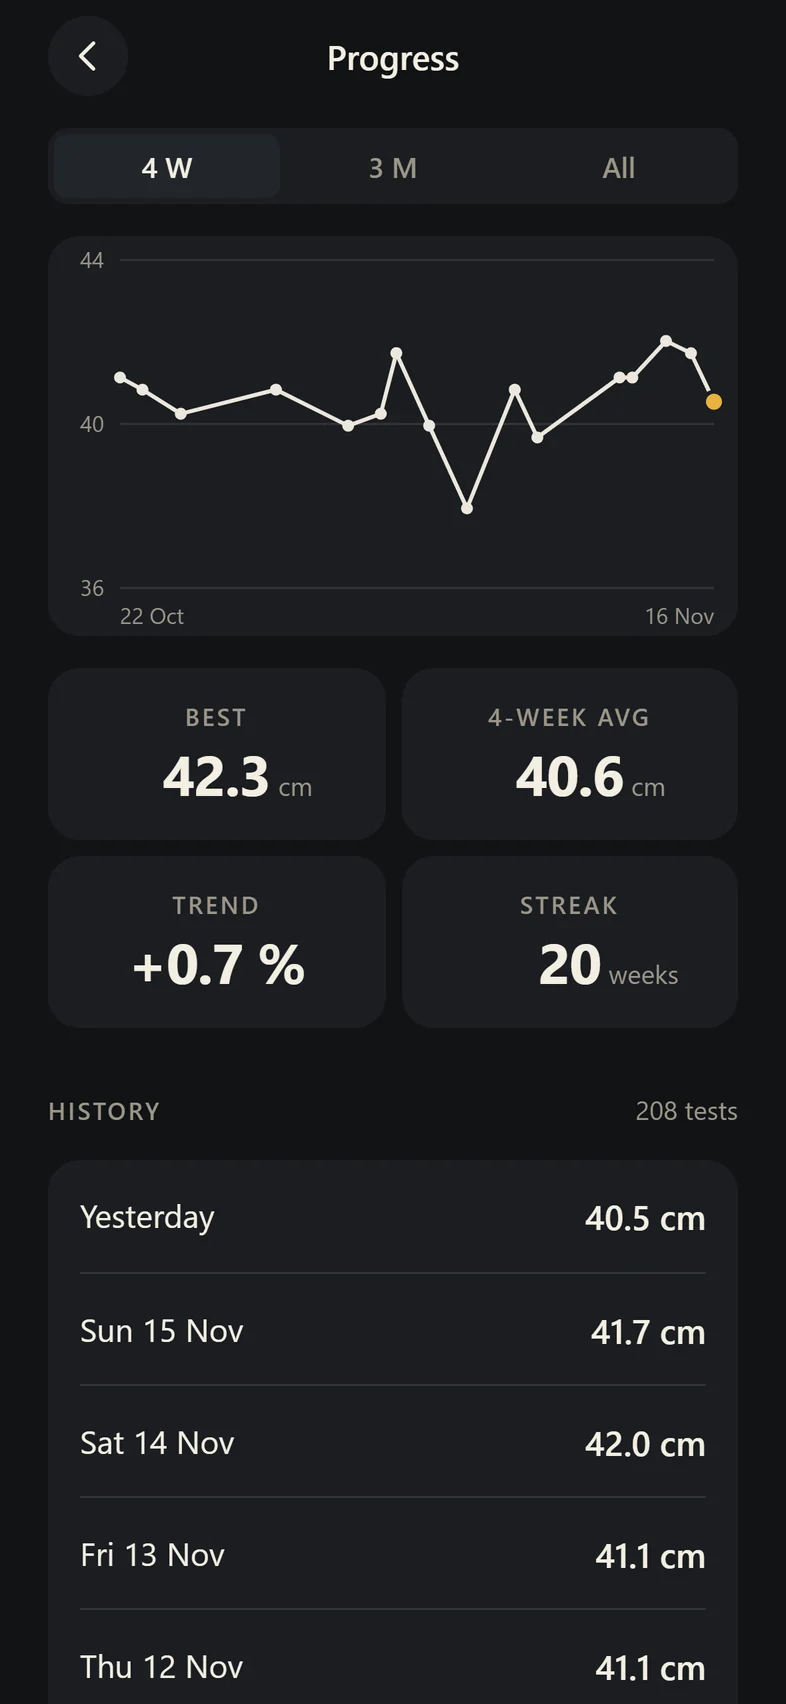 Progress
4 W 3 M All
44
40
36
22 Oct 16 Nov
BEST
42.3 cm
4-WEEK AVG
40.6 cm
TREND
+0.7 %
STREAK
20 weeks
HISTORY 208 tests
Yesterday 40.5 cm
Sun 15 Nov 41.7 cm
Sat 14 Nov 42.0 cm
Fri 13 Nov 41.1 cm
Thu 12 Nov 41.1 cm